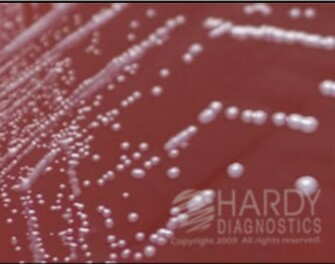 HARDY
DIAGNOSTICS
Copyright 2009 All rights reserved.